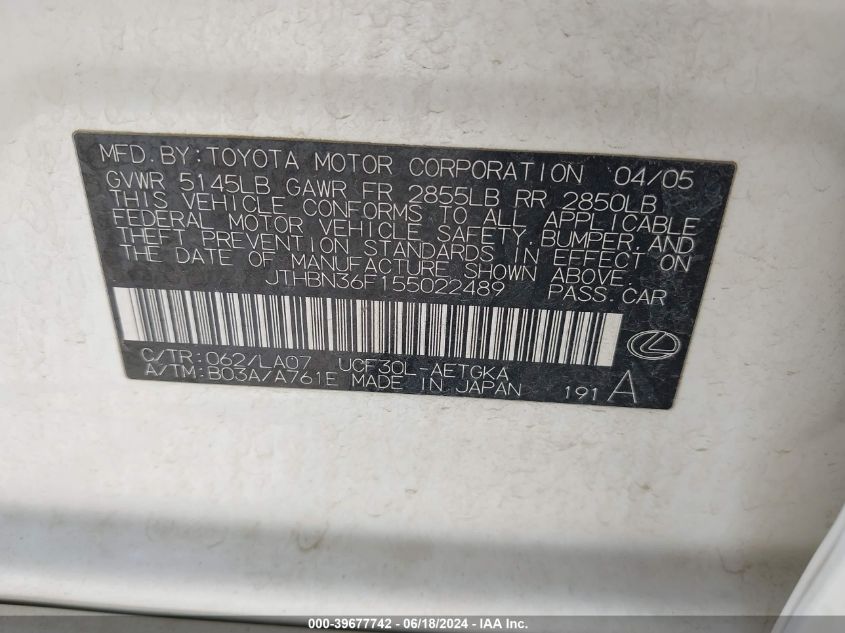 MFD.BY:TOYOTA MOTOR CORPORATION 04/05
GVWR 5145LB GAWR FR 2855LB RR 2850LB
THIS VEHICLE CONFORMS TO ALL APPLICABLE
FEDERAL MOTOR VEHICLE SAFETY,BUMPER,AND
THEFT PREVENTION STANDARDS IN EFFECT ON
THE DATE OF MANUFACTURE SHOWN ABOVE.
JTHBN36F155022489 PASS.CAR
C/TR:062/LA07 UCF30L-AETGKA
A/TM:B03A/A761E MADE IN JAPAN 191 A
000-39677742 - 06/18/2024 - IAA Inc.